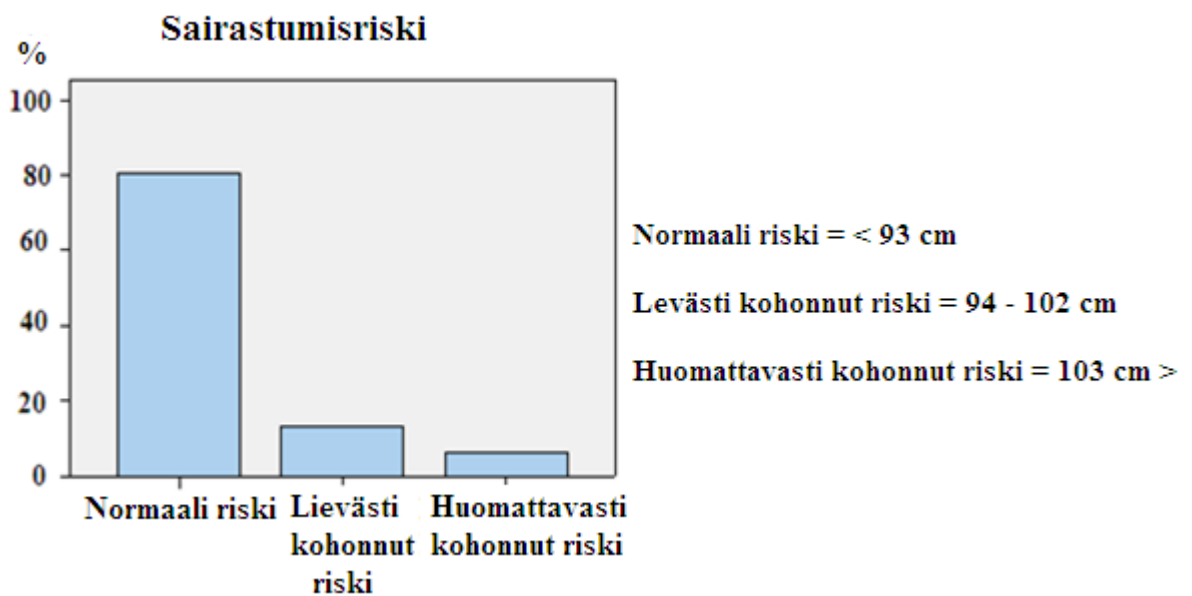 Sairastumisriski
%
100
80
60
40
20
0
Normaali riski
Lievästi
kohonnut
riski
Huomattavasti
kohonnut riski
Normaali riski = < 93 cm
Levästi kohonnut riski = 94 - 102 cm
Huomattavasti kohonnut riski = 103 cm >